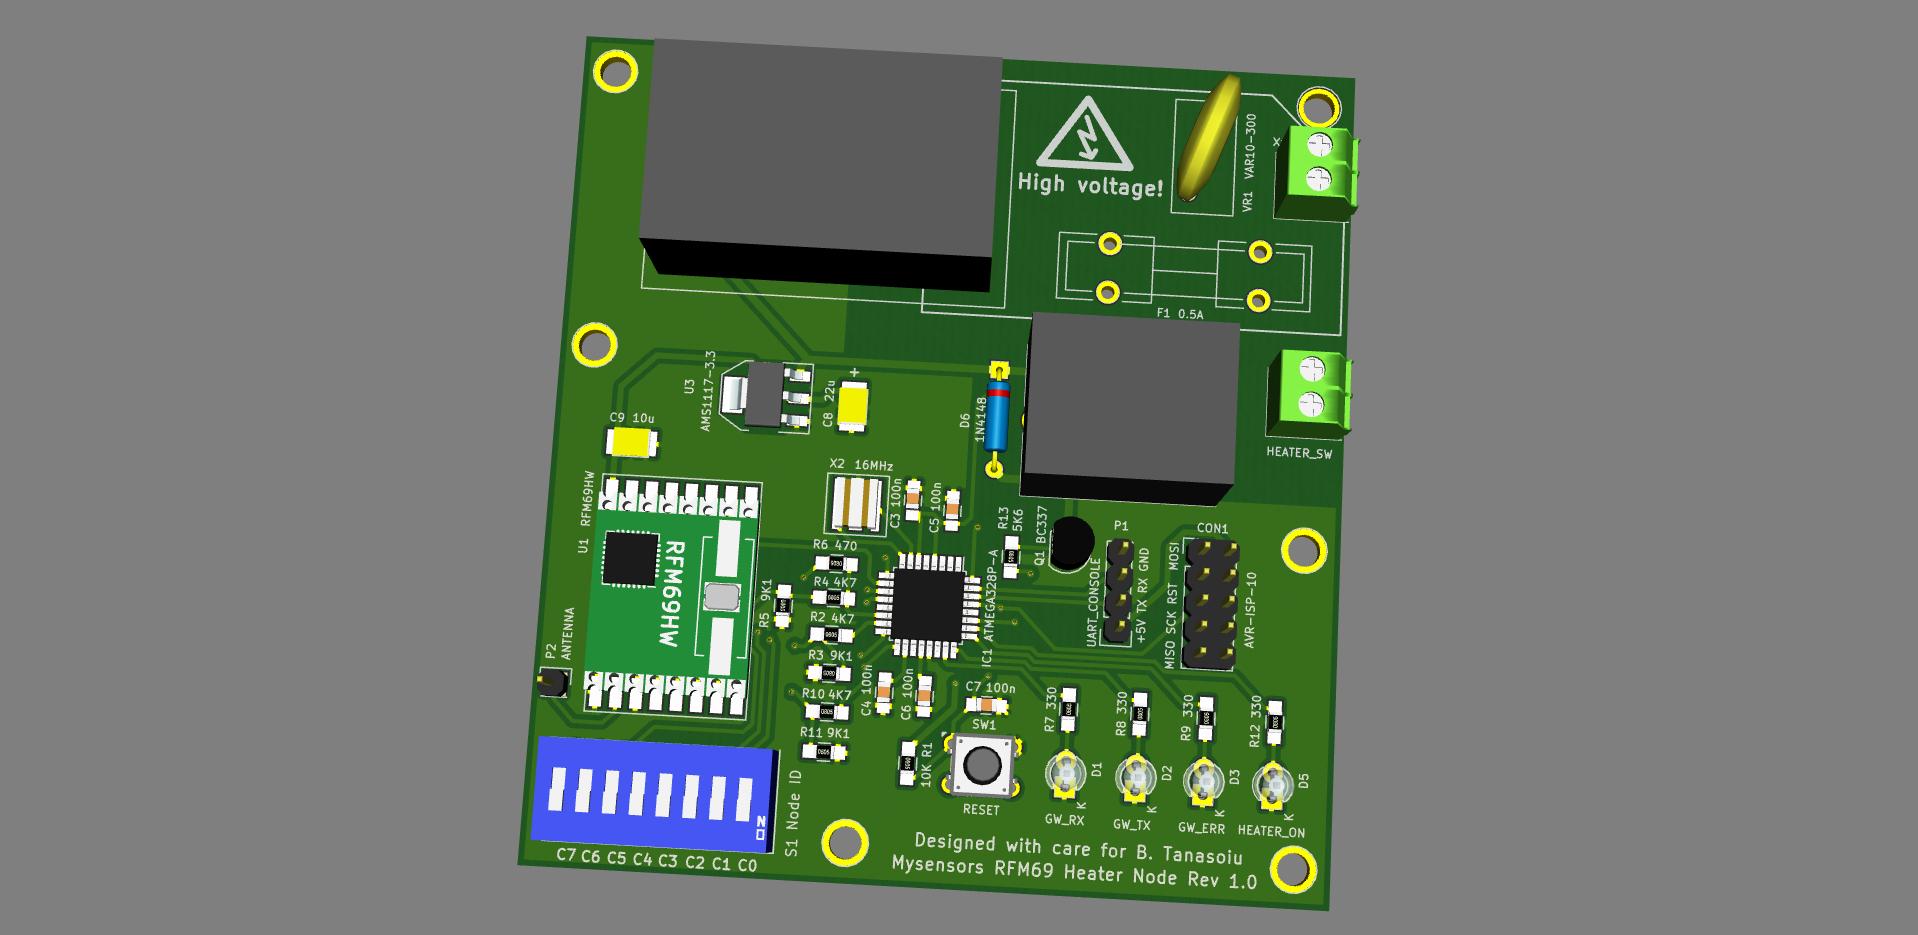 High voltage!
VR1 VAR10-300
X
F1 0.5A
U3
AMS1117-3.3
+
C8 22u
D6
1N4148
C9 10u
HEATER_SW
X2 16MHz
RFM69HW
U1
RFM69HW
C3 100n
C5 100n
R13
5K6
Q1 BC337
P1
UART_CONSOLE
+5V TX RX GND
CON1
MISO SCK RST MOSI
AVR-ISP-10
R6 470
R4 4K7
R5 9K1
R2 4K7
R3 9K1
R10 4K7
R11 9K1
ATMEGA328P-A
IC1
P2
ANTENNA
C4 100n
C6 100n
C7 100n
SW1
RESET
10K R1
R7 330
R8 330
R9 330
R12 330
D1
D2
D3
D5
K
K
K
K
GW_RX
GW_TX
GW_ERR
HEATER_ON
S1 Node ID
C7 C6 C5 C4 C3 C2 C1 C0
Designed with care for B. Tanasoiu
Mysensors RFM69 Heater Node Rev 1.0